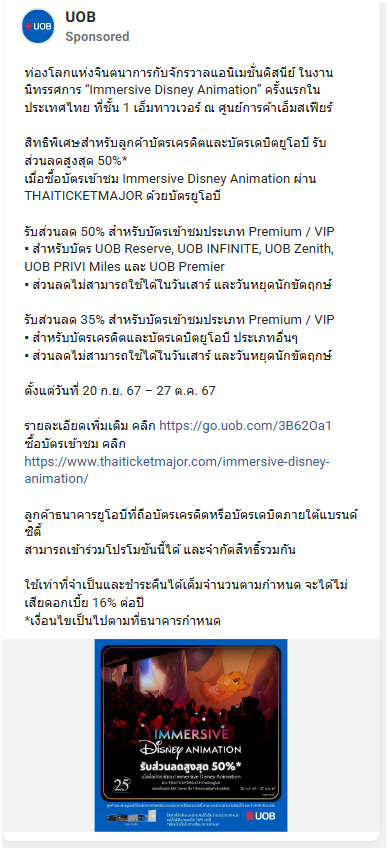 UOB
UOB
Sponsored
ท่องโลกแห่งจินตนาการกับจักรวาลแอนิเมชั่นดิสนีย์ ในงาน
นิทรรศการ “Immersive Disney Animation” ครั้งแรกใน
ประเทศไทย ที่ชั้น 1 เอ็มทาวเวอร์ ณ ศูนย์การค้าเอ็มสเฟียร์
สิทธิพิเศษสำหรับลูกค้าบัตรเครดิตและบัตรเดบิตยูโอบี รับ
ส่วนลดสูงสุด 50%*
เมื่อซื้อบัตรเข้าชม Immersive Disney Animation ผ่าน
THAITICKETMAJOR ด้วยบัตรยูโอบี
รับส่วนลด 50% สำหรับบัตรเข้าชมประเภท Premium / VIP
▪ สำหรับบัตร UOB Reserve, UOB INFINITE, UOB Zenith,
UOB PRIVI Miles และ UOB Premier
▪ ส่วนลดไม่สามารถใช้ได้ในวันเสาร์ และวันหยุดนักขัตฤกษ์
รับส่วนลด 35% สำหรับบัตรเข้าชมประเภท Premium / VIP
▪ สำหรับบัตรเครดิตและบัตรเดบิตยูโอบี ประเภทอื่นๆ
▪ ส่วนลดไม่สามารถใช้ได้ในวันเสาร์ และวันหยุดนักขัตฤกษ์
ตั้งแต่วันที่ 20 ก.ย. 67 – 27 ต.ค. 67
รายละเอียดเพิ่มเติม คลิก https://go.uob.com/3B62Oa1
ซื้อบัตรเข้าชม คลิก
https://www.thaiticketmajor.com/immersive-disney-
animation/
ลูกค้าธนาคารยูโอบีที่ถือบัตรเครดิตหรือบัตรเดบิตภายใต้แบรนด์
ซิตี้
สามารถเข้าร่วมโปรโมชันนี้ได้ และจำกัดสิทธิ์รวมกัน
ใช้เท่าที่จำเป็นและชำระคืนได้เต็มจำนวนตามกำหนด จะได้ไม่
เสียดอกเบี้ย 16% ต่อปี
*เงื่อนไขเป็นไปตามที่ธนาคารกำหนด
IMMERSIVE
Disney ANIMATION
รับส่วนลดสูงสุด 50%*
เมื่อซื้อบัตรเข้าชม Immersive Disney Animation
25
20 ก.ย. 67 - 27 ต.ค. 67
UOB